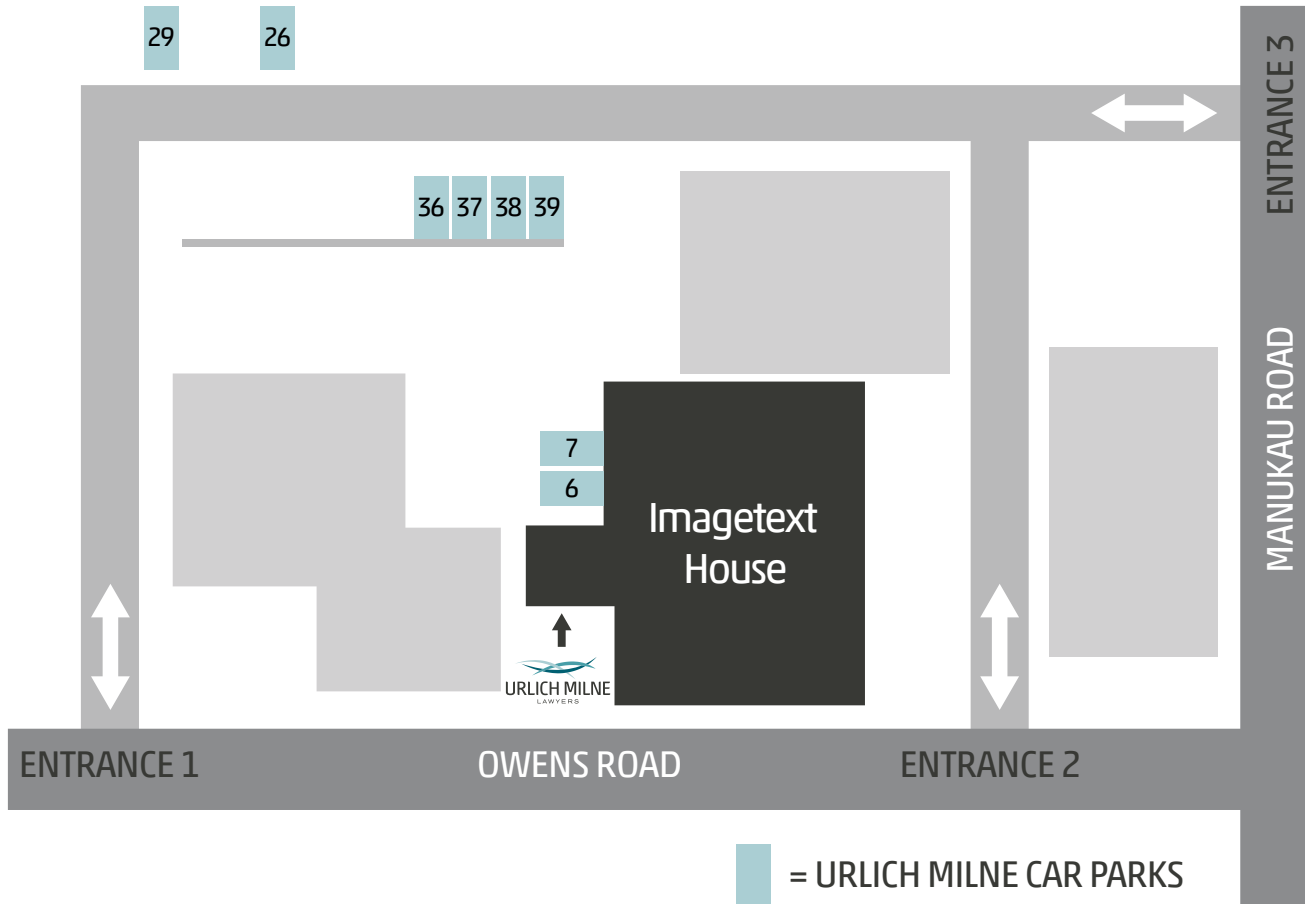 29
26
ENTRANCE 3
36
37
38
39
MANUKAU ROAD
7
6
Imagetext
House
URLICH MILNE
LAWYERS
ENTRANCE 1
OWENS ROAD
ENTRANCE 2
= URLICH MILNE CAR PARKS